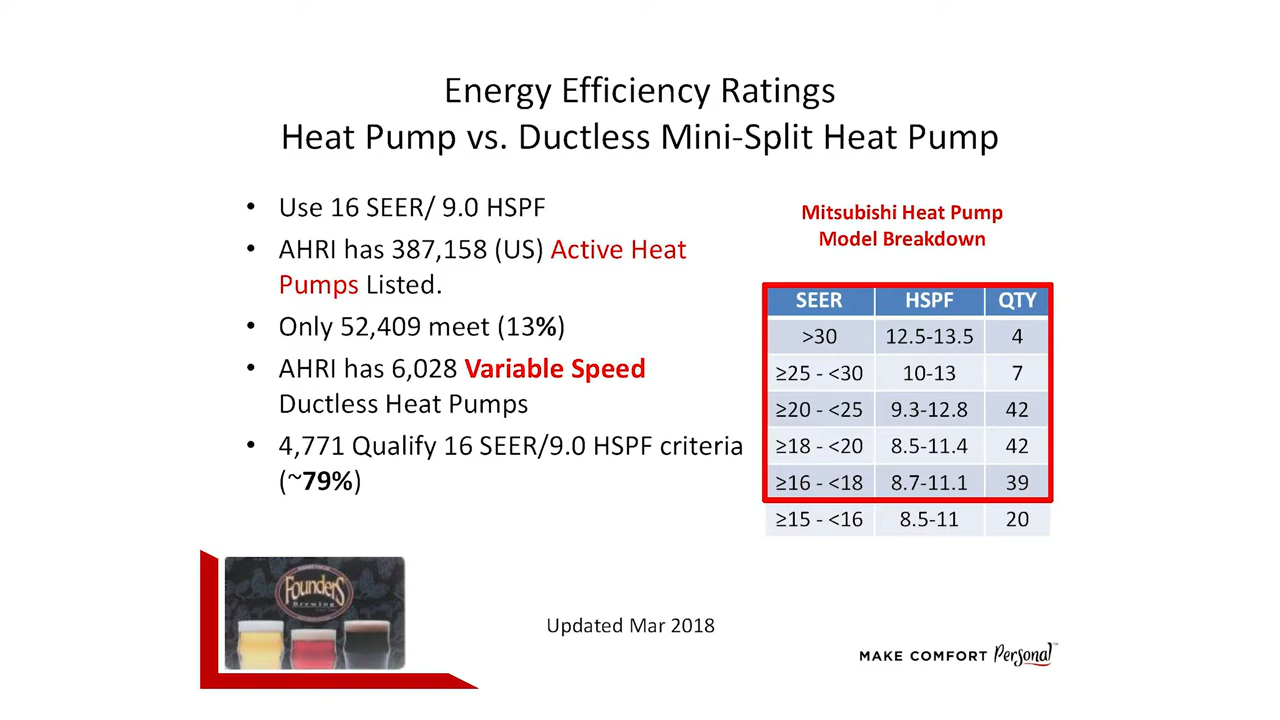 Energy Efficiency Ratings
Heat Pump vs. Ductless Mini-Split Heat Pump
• Use 16 SEER/ 9.0 HSPF
• AHRI has 387,158 (US) Active Heat
Pumps Listed.
• Only 52,409 meet (13%)
• AHRI has 6,028 Variable Speed
Ductless Heat Pumps
• 4,771 Qualify 16 SEER/9.0 HSPF criteria
(~79%)
Mitsubishi Heat Pump
Model Breakdown
SEER HSPF QTY
>30 12.5-13.5 4
≥25 - <30 10-13 7
≥20 - <25 9.3-12.8 42
≥18 - <20 8.5-11.4 42
≥16 - <18 8.7-11.1 39
≥15 - <16 8.5-11 20
Founders
Brewing
Updated Mar 2018
MAKE COMFORT Personal™